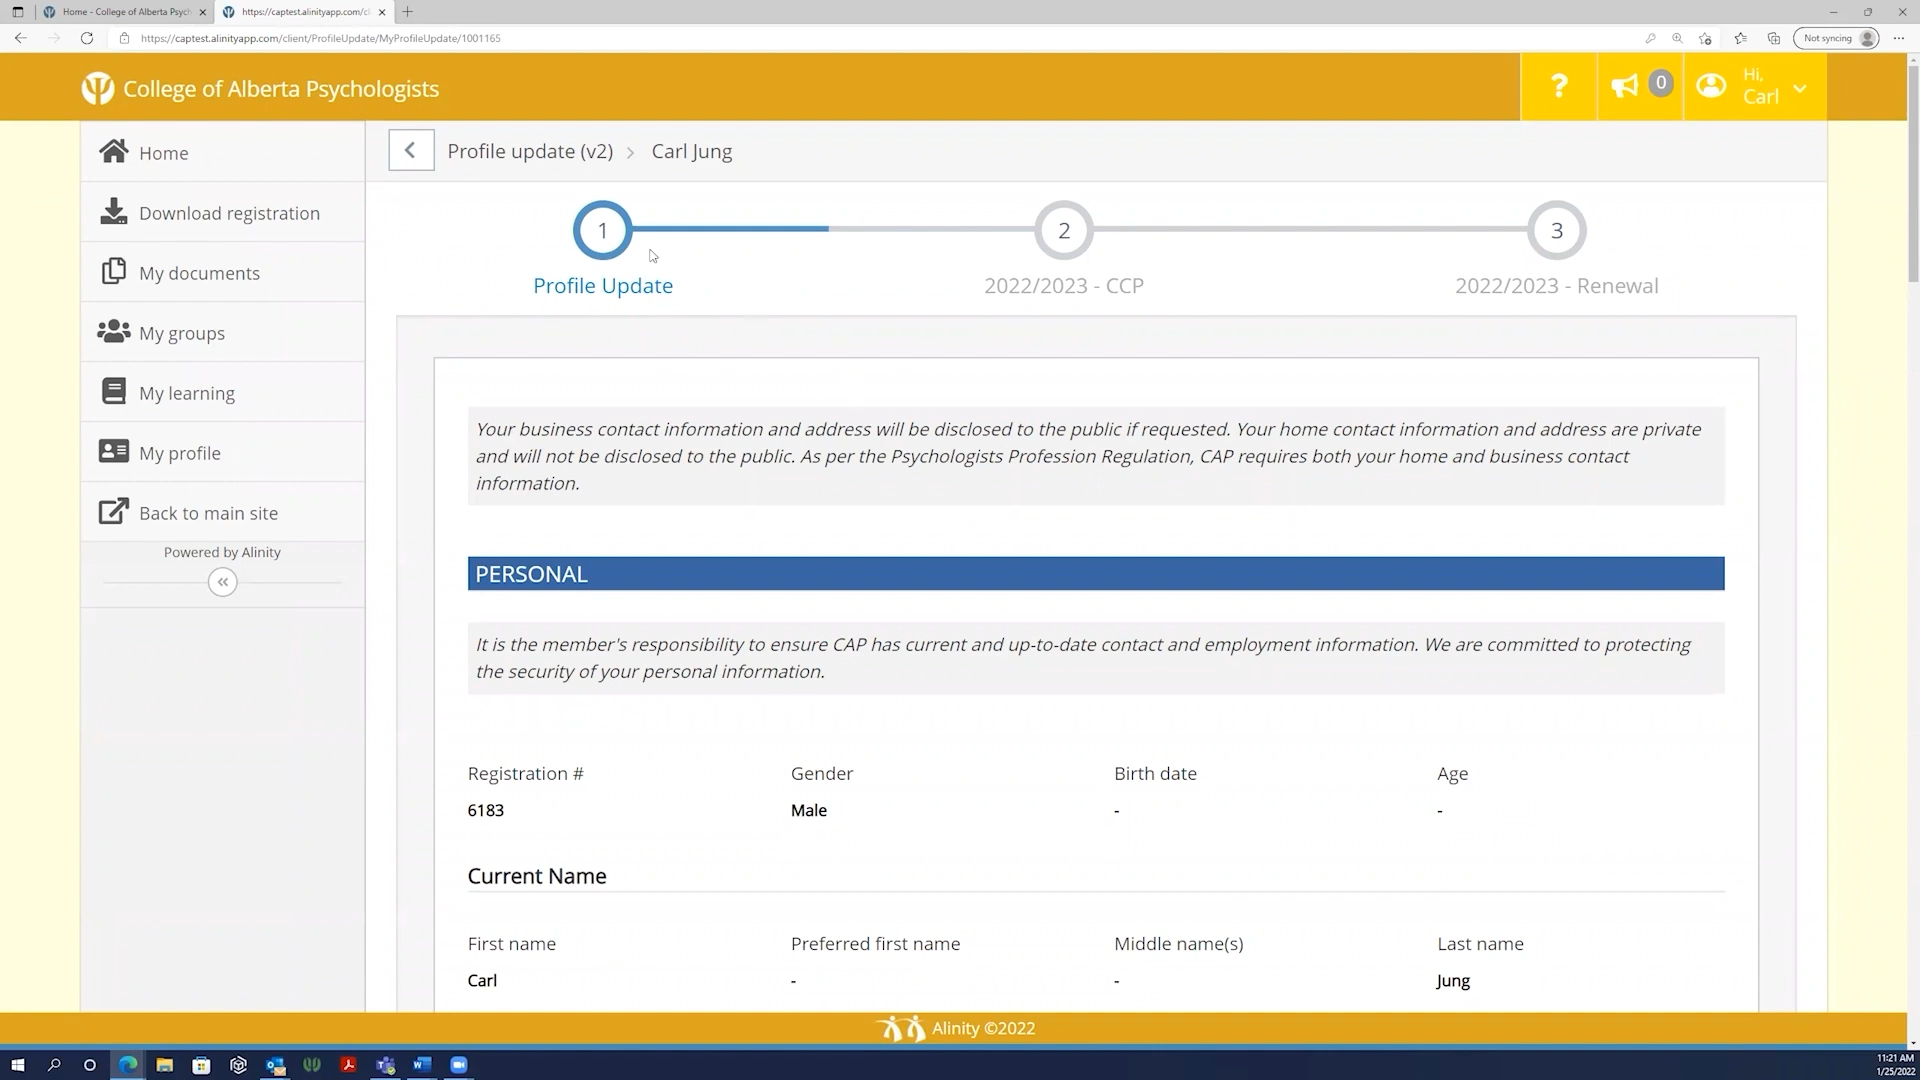 Home - College of Alberta Psych
https://captest.alinityapp.com/cl
https://captest.alinityapp.com/client/ProfileUpdate/MyProfileUpdate/1001165
Not syncing
College of Alberta Psychologists
?
0
Hi,
Carl
Home
Download registration
My documents
My groups
My learning
My profile
Back to main site
Powered by Alinity
Profile update (v2) > Carl Jung
1
2
3
Profile Update
2022/2023 - CCP
2022/2023 - Renewal
Your business contact information and address will be disclosed to the public if requested. Your home contact information and address are private
and will not be disclosed to the public. As per the Psychologists Profession Regulation, CAP requires both your home and business contact
information.
PERSONAL
It is the member's responsibility to ensure CAP has current and up-to-date contact and employment information. We are committed to protecting
the security of your personal information.
Registration # Gender Birth date Age
6183 Male - -
Current Name
First name Preferred first name Middle name(s) Last name
Carl - - Jung
Alinity ©2022
11:21 AM
1/25/2022